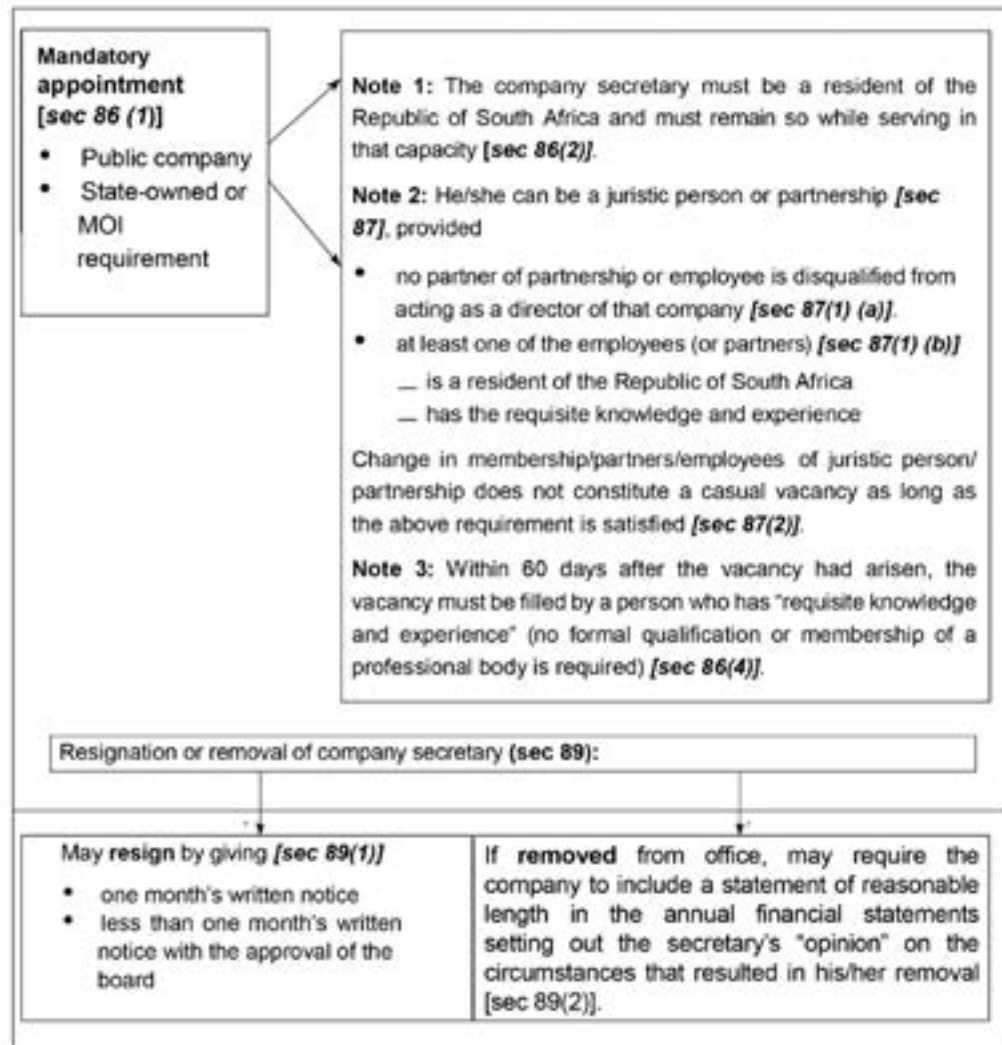 Mandatory
appointment
[sec 86 (1)]
• Public company
• State-owned or
MOI
requirement
Note 1: The company secretary must be a resident of the
Republic of South Africa and must remain so while serving in
that capacity [sec 86(2)].
Note 2: He/she can be a juristic person or partnership [sec
87], provided
• no partner of partnership or employee is disqualified from
acting as a director of that company [sec 87(1) (a)].
• at least one of the employees (or partners) [sec 87(1) (b)]
— is a resident of the Republic of South Africa
— has the requisite knowledge and experience
Change in membership/partners/employees of juristic person/
partnership does not constitute a casual vacancy as long as
the above requirement is satisfied [sec 87(2)].
Note 3: Within 60 days after the vacancy had arisen, the
vacancy must be filled by a person who has “requisite knowledge
and experience” (no formal qualification or membership of a
professional body is required) [sec 86(4)].
Resignation or removal of company secretary (sec 89):
May resign by giving [sec 89(1)]
• one month's written notice
• less than one month's written
notice with the approval of the
board
If removed from office, may require the
company to include a statement of reasonable
length in the annual financial statements
setting out the secretary's “opinion” on the
circumstances that resulted in his/her removal
[sec 89(2)].